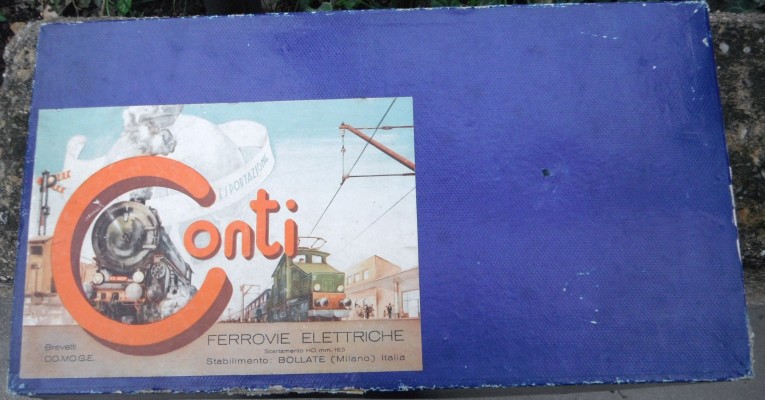 ESPORTAZIONE
Conti
FERROVIE ELETTRICHE
Scartamento HO mm. 16,5
Brevetti
DO.MO.G.E.
Stabilimento: BOLLATE (Milano) Italia